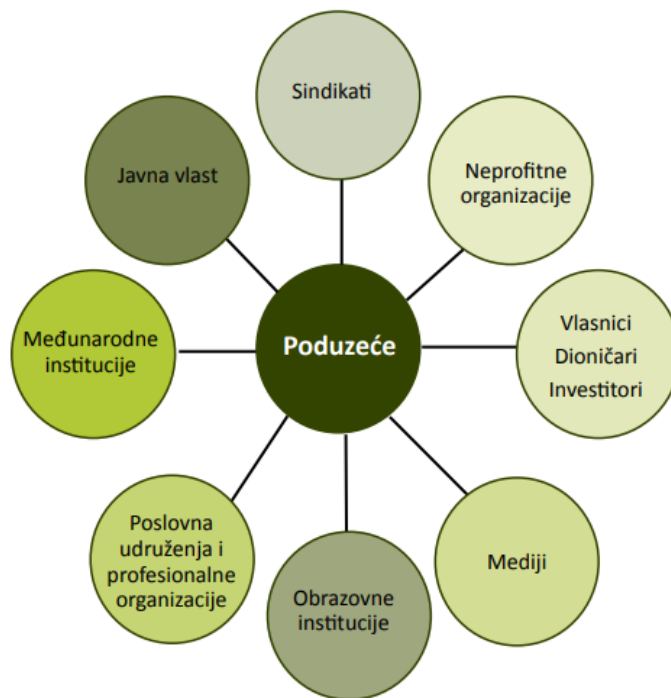 Sindikati
Javna vlast
Neprofitne
organizacije
Međunarodne
institucije
Poduzeće
Vlasnici
Dioničari
Investitori
Poslovna
udruženja i
profesionalne
organizacije
Obrazovne
institucije
Mediji